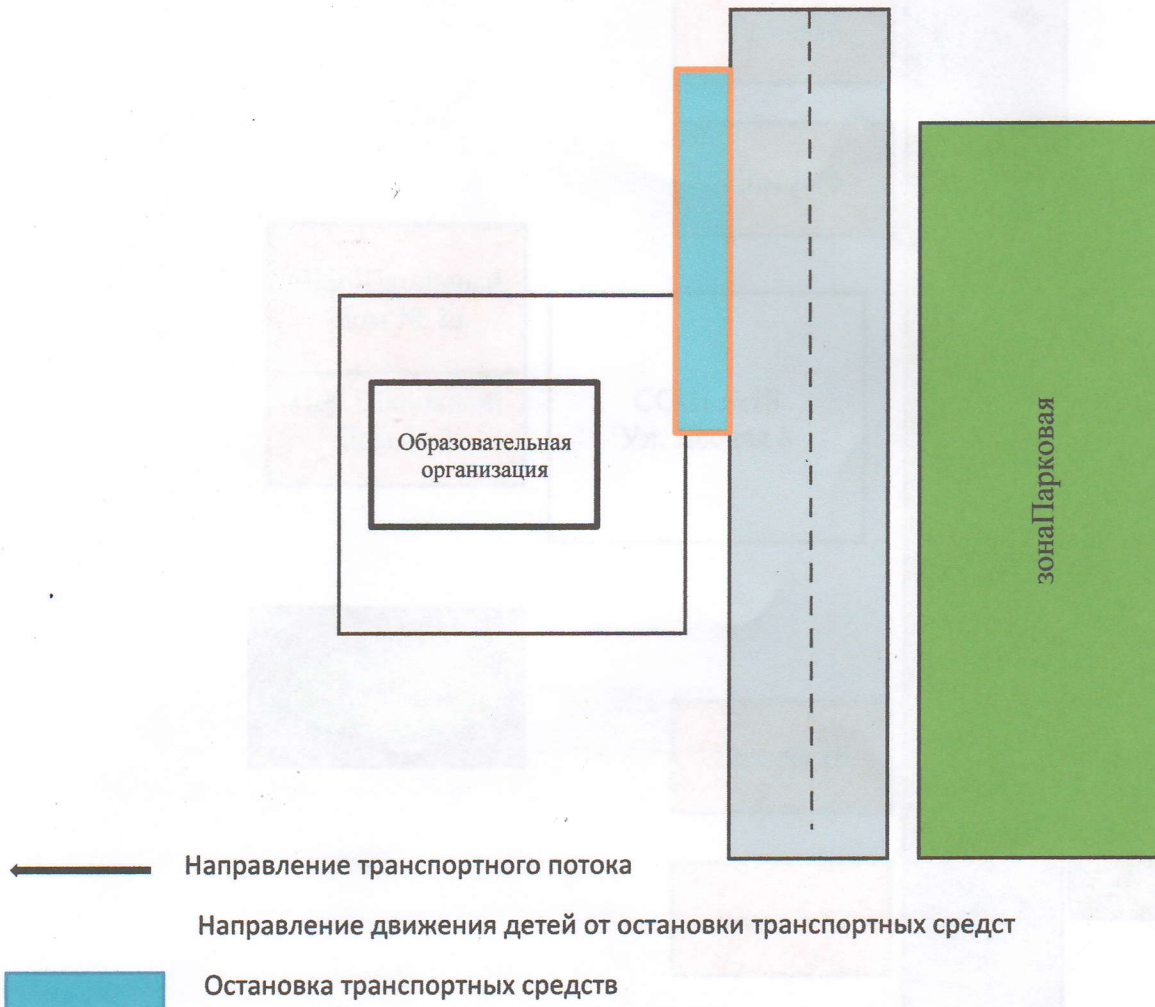 Образовательная
организация
зонаПарковая
Направление транспортного потока
Направление движения детей от остановки транспортных средст
Остановка транспортных средств